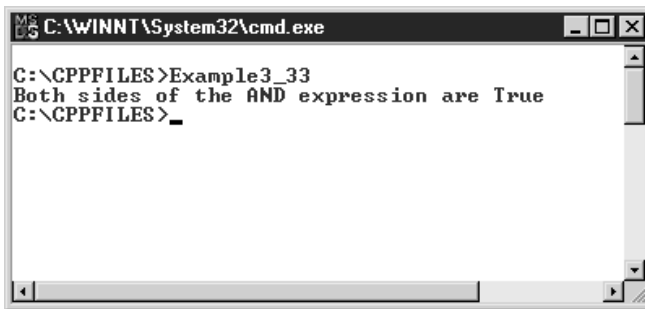 C:\WINNT\System32\cmd.exe
C:\CPPFILES>Example3_33
Both sides of the AND expression are True
C:\CPPFILES>_